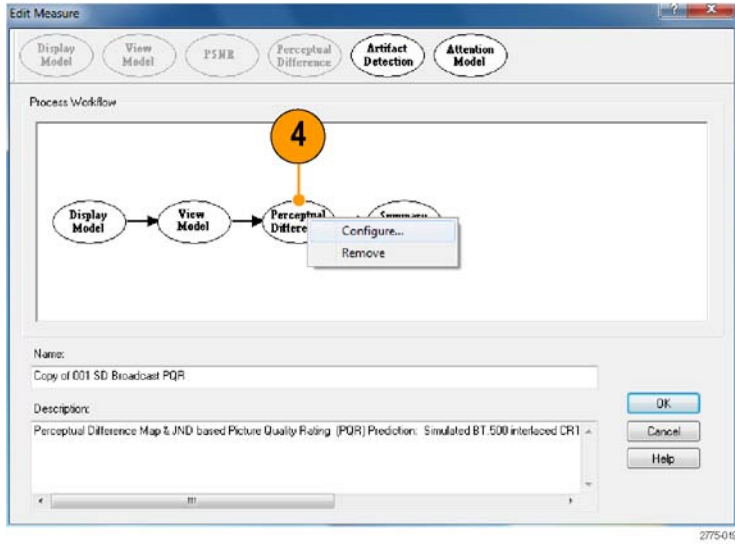 Edit Measure
Display Model
View Model
PSNR
Perceptual Difference
Artifact Detection
Attention Model
Process Workflow
4
Display Model
View Model
Perceptual
Summary
Configure...
Remove
Name:
Copy of 001 SD Broadcast PQR
Description:
Perceptual Difference Map & JND based Picture Quality Rating (PQR) Prediction: Simulated BT.500 interlaced CRT
OK
Cancel
Help
2775-019